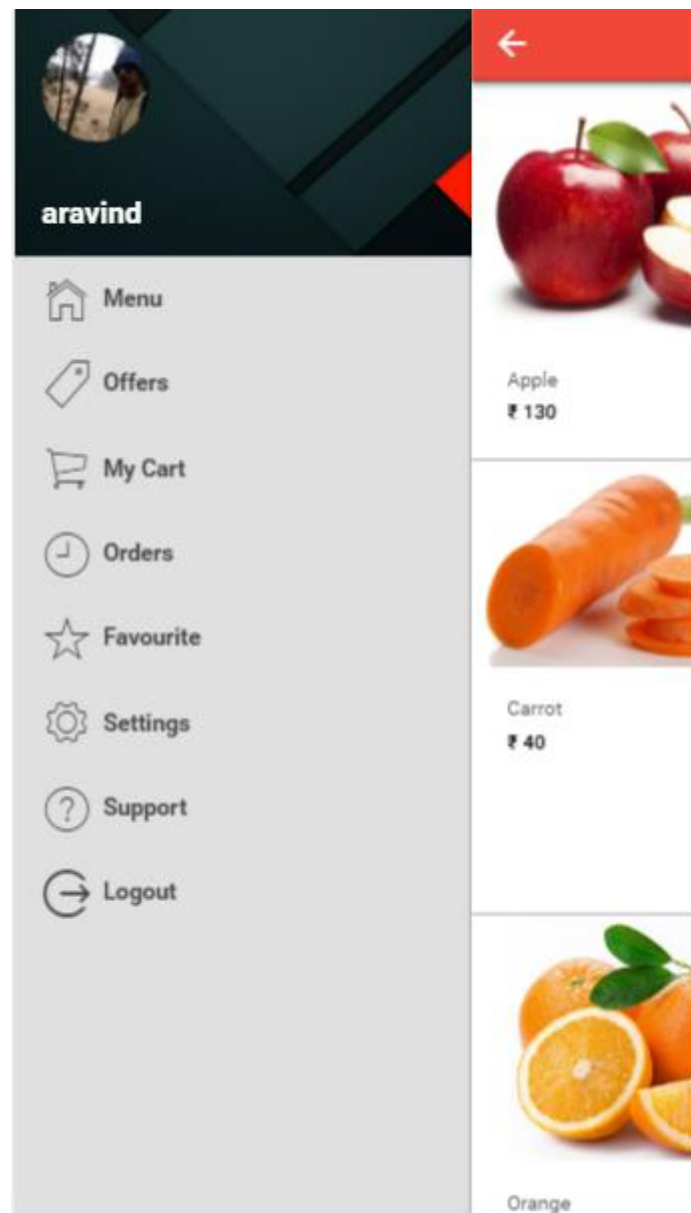 aravind
Menu
Offers
My Cart
Orders
Favourite
Settings
Support
Logout
Apple
₹ 130
Carrot
₹ 40
Orange